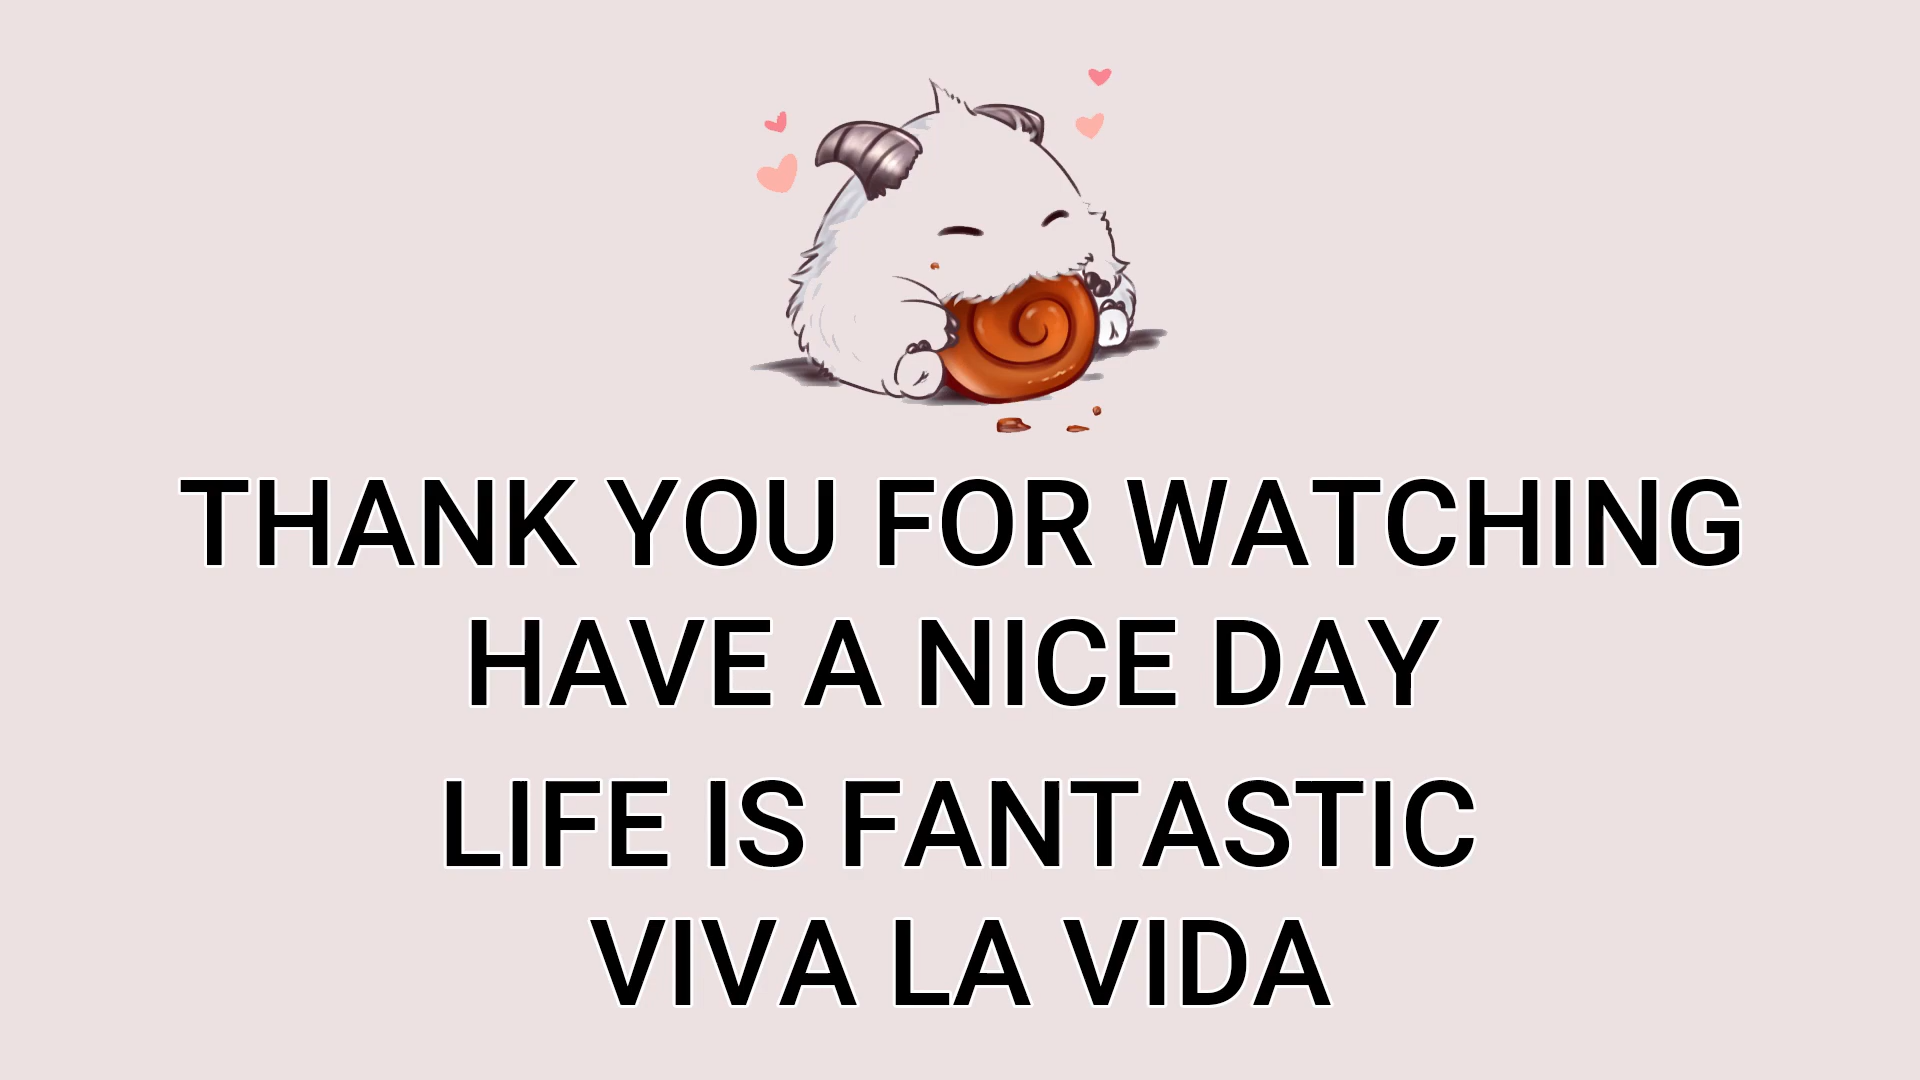 THANK YOU FOR WATCHING
HAVE A NICE DAY
LIFE IS FANTASTIC
VIVA LA VIDA